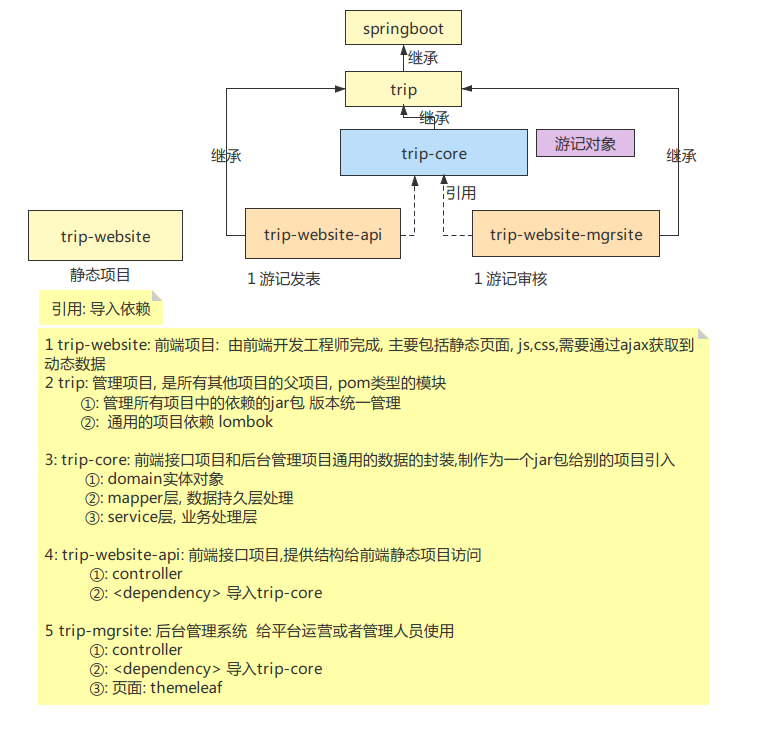 springboot
继承
trip
继承
trip-core
游记对象
继承
继承
引用
trip-website
trip-website-api
trip-website-mgrsite
静态项目
1 游记发表
1 游记审核
引用: 导入依赖
1 trip-website: 前端项目: 由前端开发工程师完成, 主要包括静态页面, js,css,需要通过ajax获取到
动态数据
2 trip: 管理项目, 是所有其他项目的父项目, pom类型的模块
①: 管理所有项目中的依赖的jar包 版本统一管理
②: 通用的项目依赖 lombok
3: trip-core: 前端接口项目和后台管理项目通用的数据的封装,制作为一个jar包给别的项目引入
①: domain实体对象
②: mapper层, 数据持久层处理
③: service层, 业务处理层
4: trip-website-api: 前端接口项目,提供结构给前端静态项目访问
①: controller
②: <dependency> 导入trip-core
5 trip-mgrsite: 后台管理系统 给平台运营或者管理人员使用
①: controller
②: <dependency> 导入trip-core
③: 页面: themeleaf